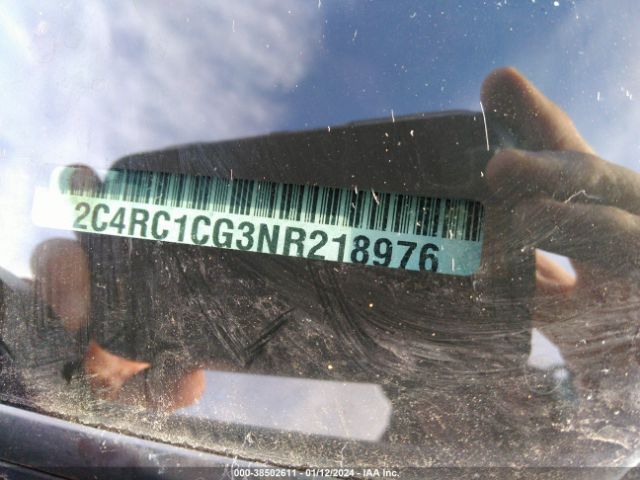 2C4RC1CG3NR218976
000-38502611 - 01/12/2024 - IAA Inc.